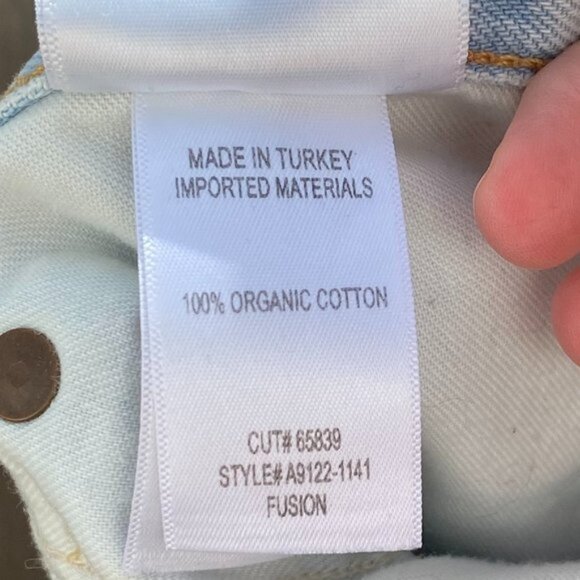 MADE IN TURKEY
IMPORTED MATERIALS
100% ORGANIC COTTON
CUT# 65839
STYLE# A9122-1141
FUSION